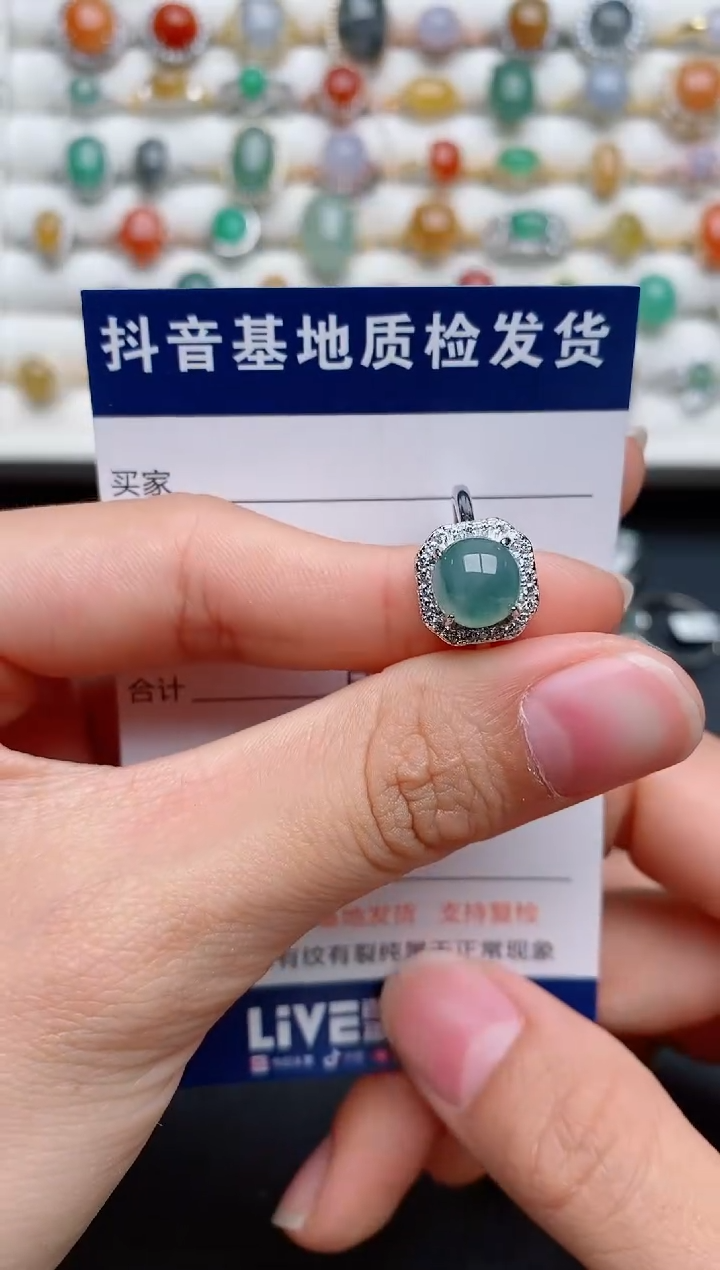 抖音基地质检发货
买家
合计
基地发货 支持复检
有纹有裂纯属于正常现象
LiVE